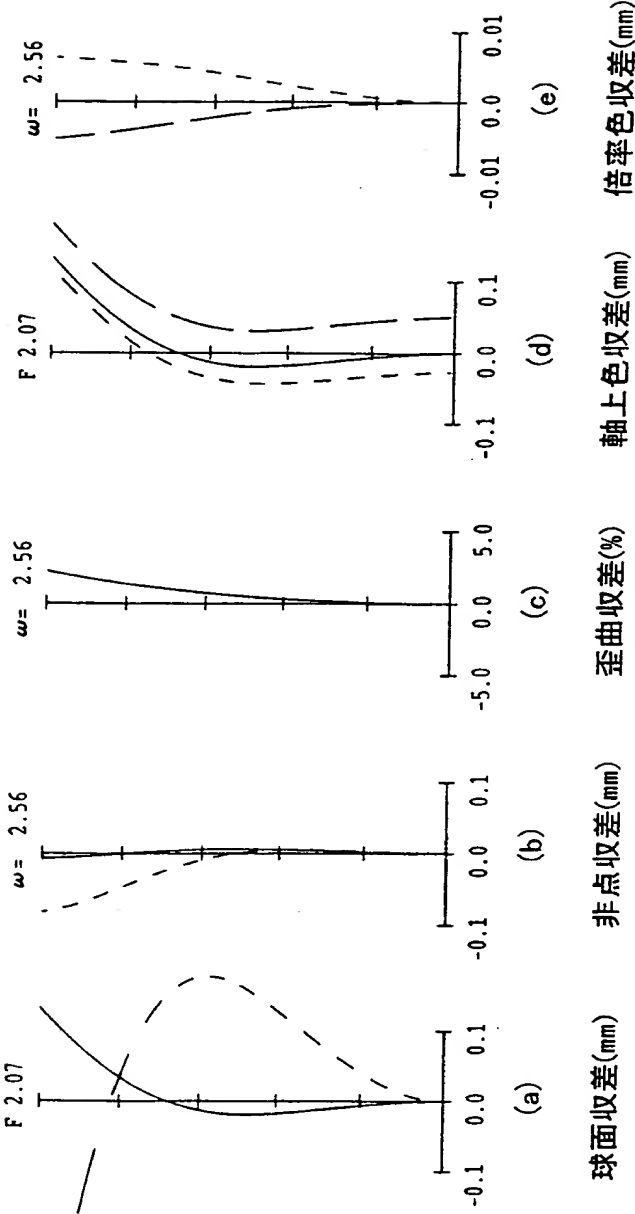 F 2.07
-0.1 0.0 0.1
(a)
球面収差(mm)
ω= 2.56
-0.1 0.0 0.1
(b)
非点収差(mm)
ω= 2.56
-5.0 0.0 5.0
(c)
歪曲収差(%)
F 2.07
-0.1 0.0 0.1
(d)
軸上色収差(mm)
ω= 2.56
-0.01 0.0 0.01
(e)
倍率色収差(mm)